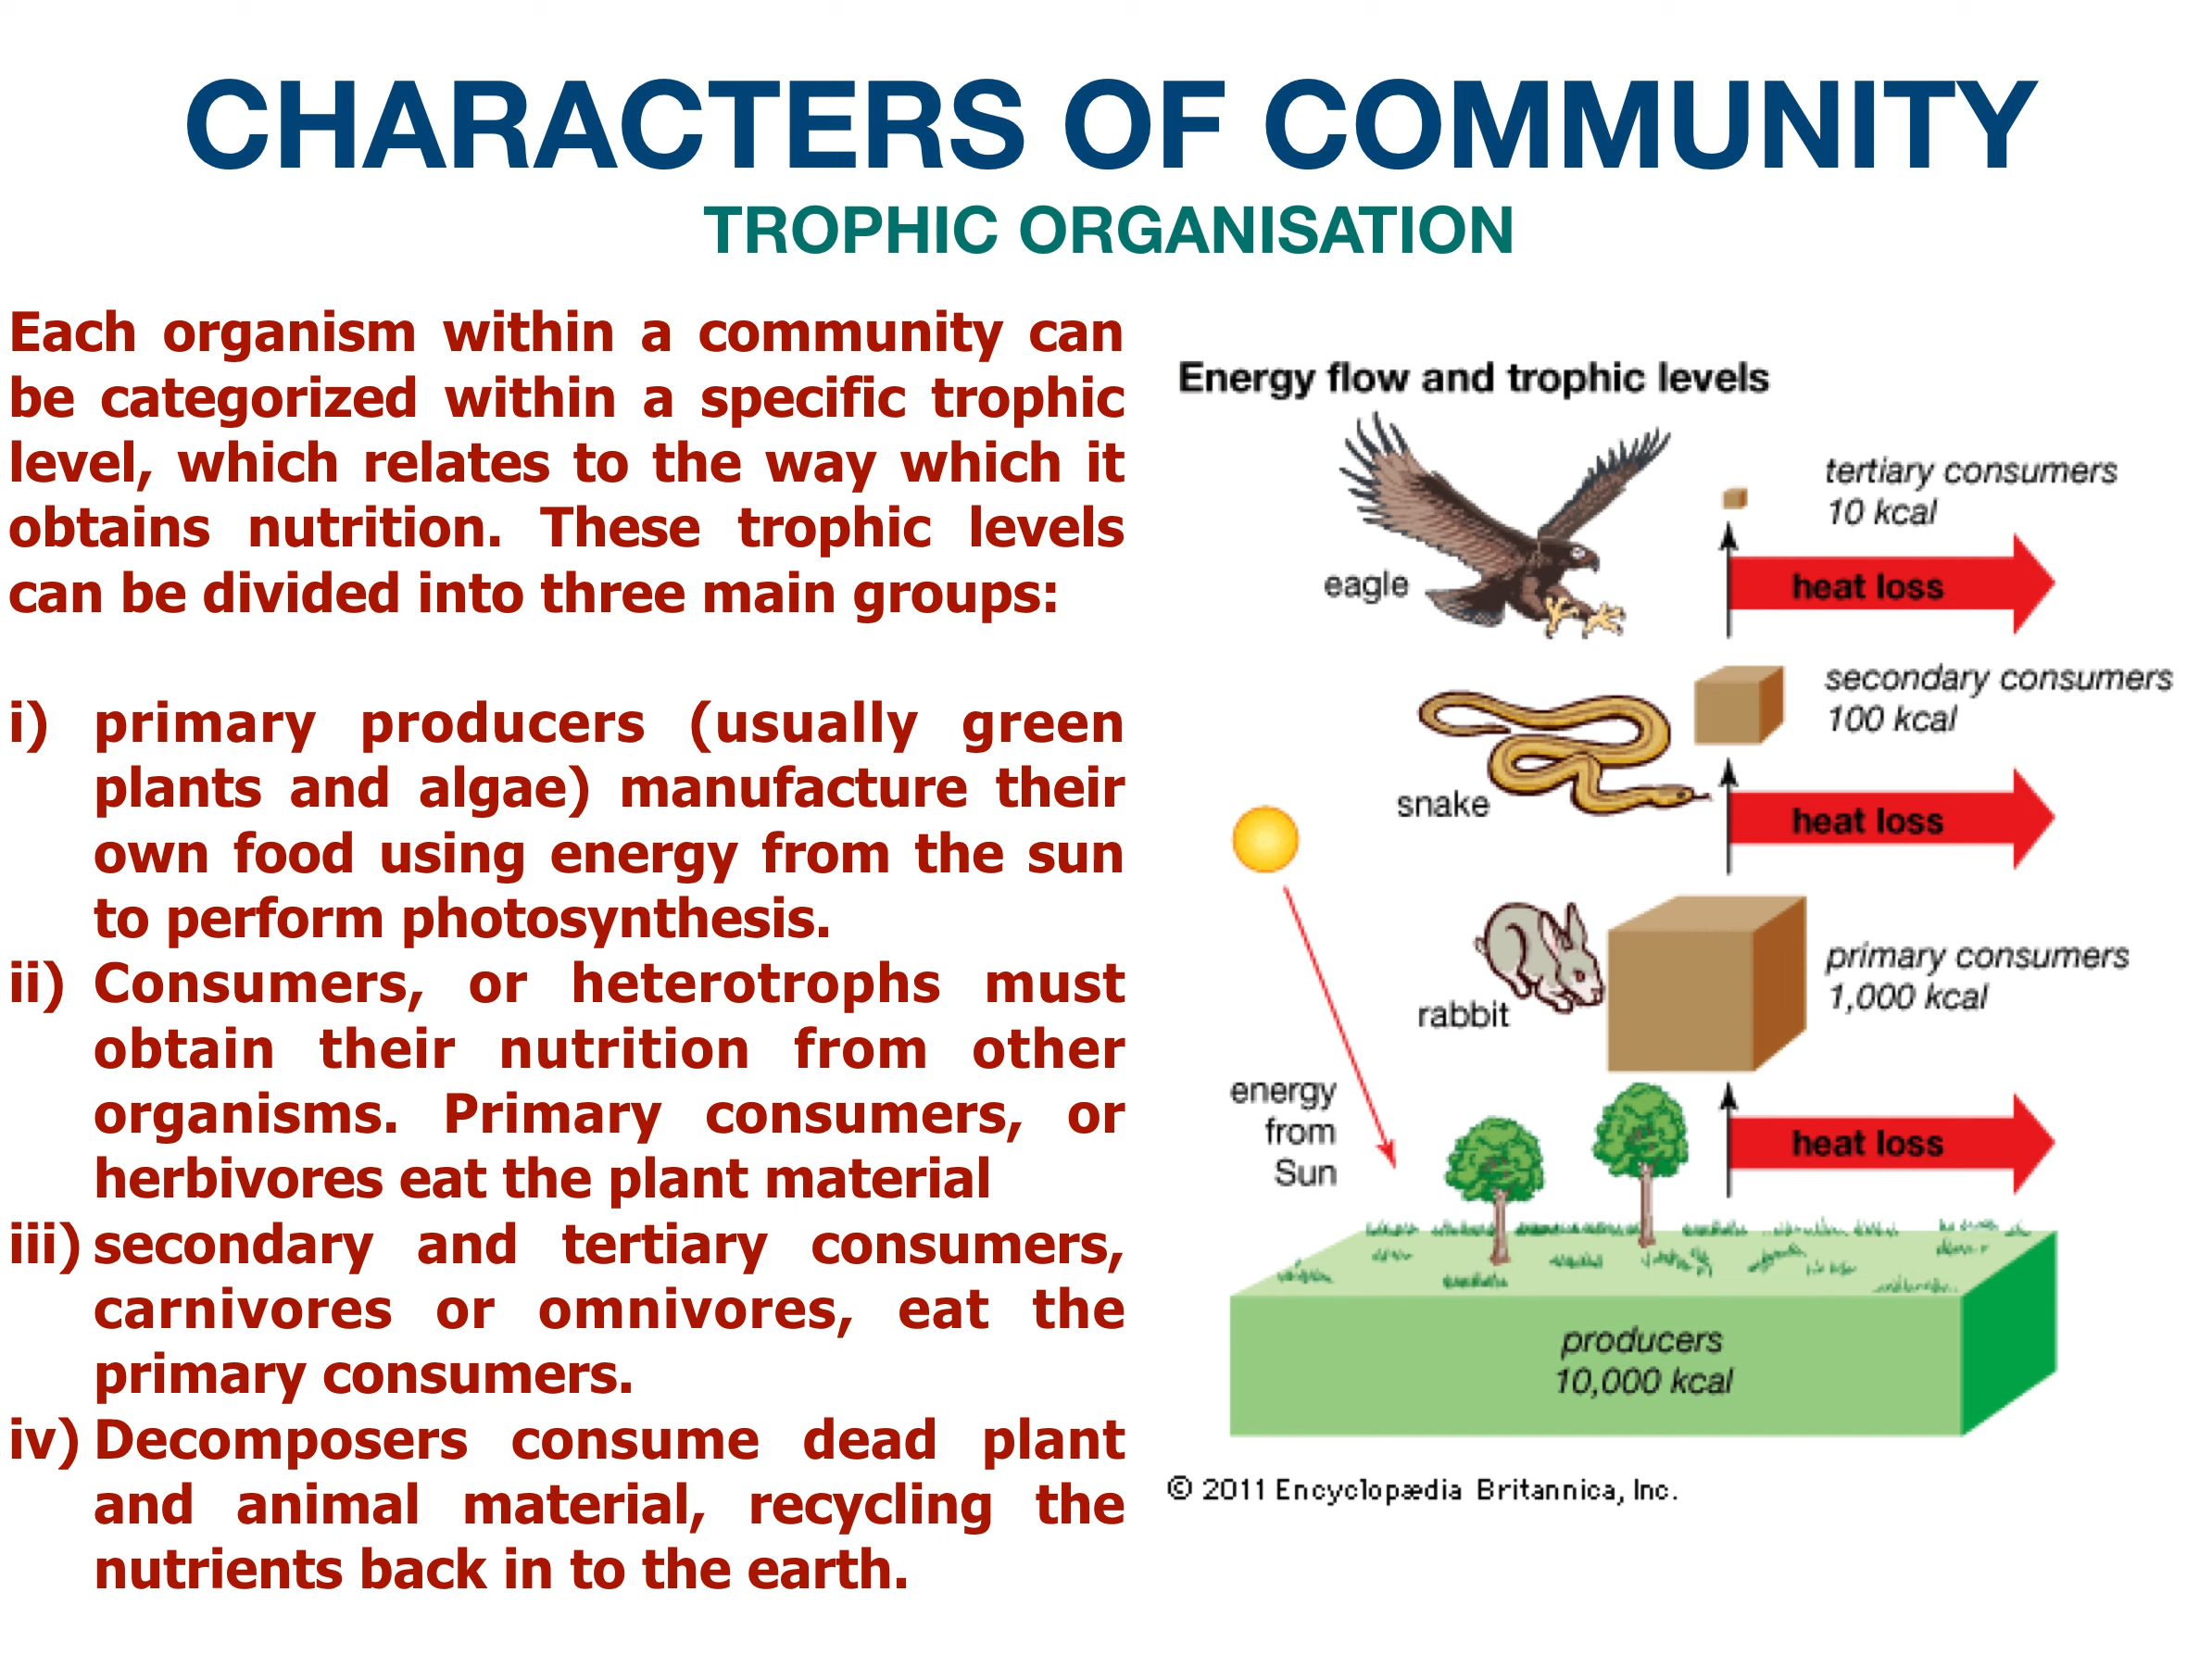 CHARACTERS OF COMMUNITY
TROPHIC ORGANISATION
Each organism within a community can
be categorized within a specific trophic
level, which relates to the way which it
obtains nutrition. These trophic levels
can be divided into three main groups:
i) primary producers (usually green
plants and algae) manufacture their
own food using energy from the sun
to perform photosynthesis.
ii) Consumers, or heterotrophs must
obtain their nutrition from other
organisms. Primary consumers, or
herbivores eat the plant material
iii) secondary and tertiary consumers,
carnivores or omnivores, eat the
primary consumers.
iv) Decomposers consume dead plant
and animal material, recycling the
nutrients back in to the earth.
Energy flow and trophic levels
tertiary consumers
10 kcal
eagle
heat loss
secondary consumers
100 kcal
snake
heat loss
primary consumers
1,000 kcal
rabbit
energy
from
Sun
heat loss
producers
10,000 kcal
© 2011 Encyclopædia Britannica, Inc.